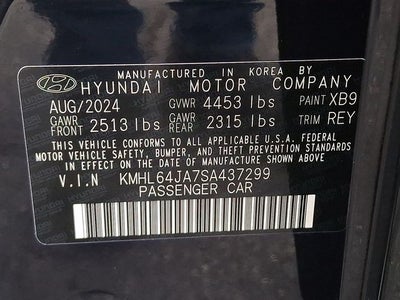 MANUFACTURED IN KOREA BY
HYUNDAI MOTOR COMPANY
AUG/2024 GVWR 4453 lbs PAINT XB9
GAWR FRONT 2513 lbs GAWR REAR 2315 lbs TRIM REY
THIS VEHICLE CONFORMS TO ALL APPLICABLE U.S.A. FEDERAL
MOTOR VEHICLE SAFETY, BUMPER, AND THEFT PREVENTION STANDARDS
IN EFFECT ON THE DATE OF MANUFACTURE SHOWN ABOVE.
V.I.N KMHL64JA7SA437299
PASSENGER CAR